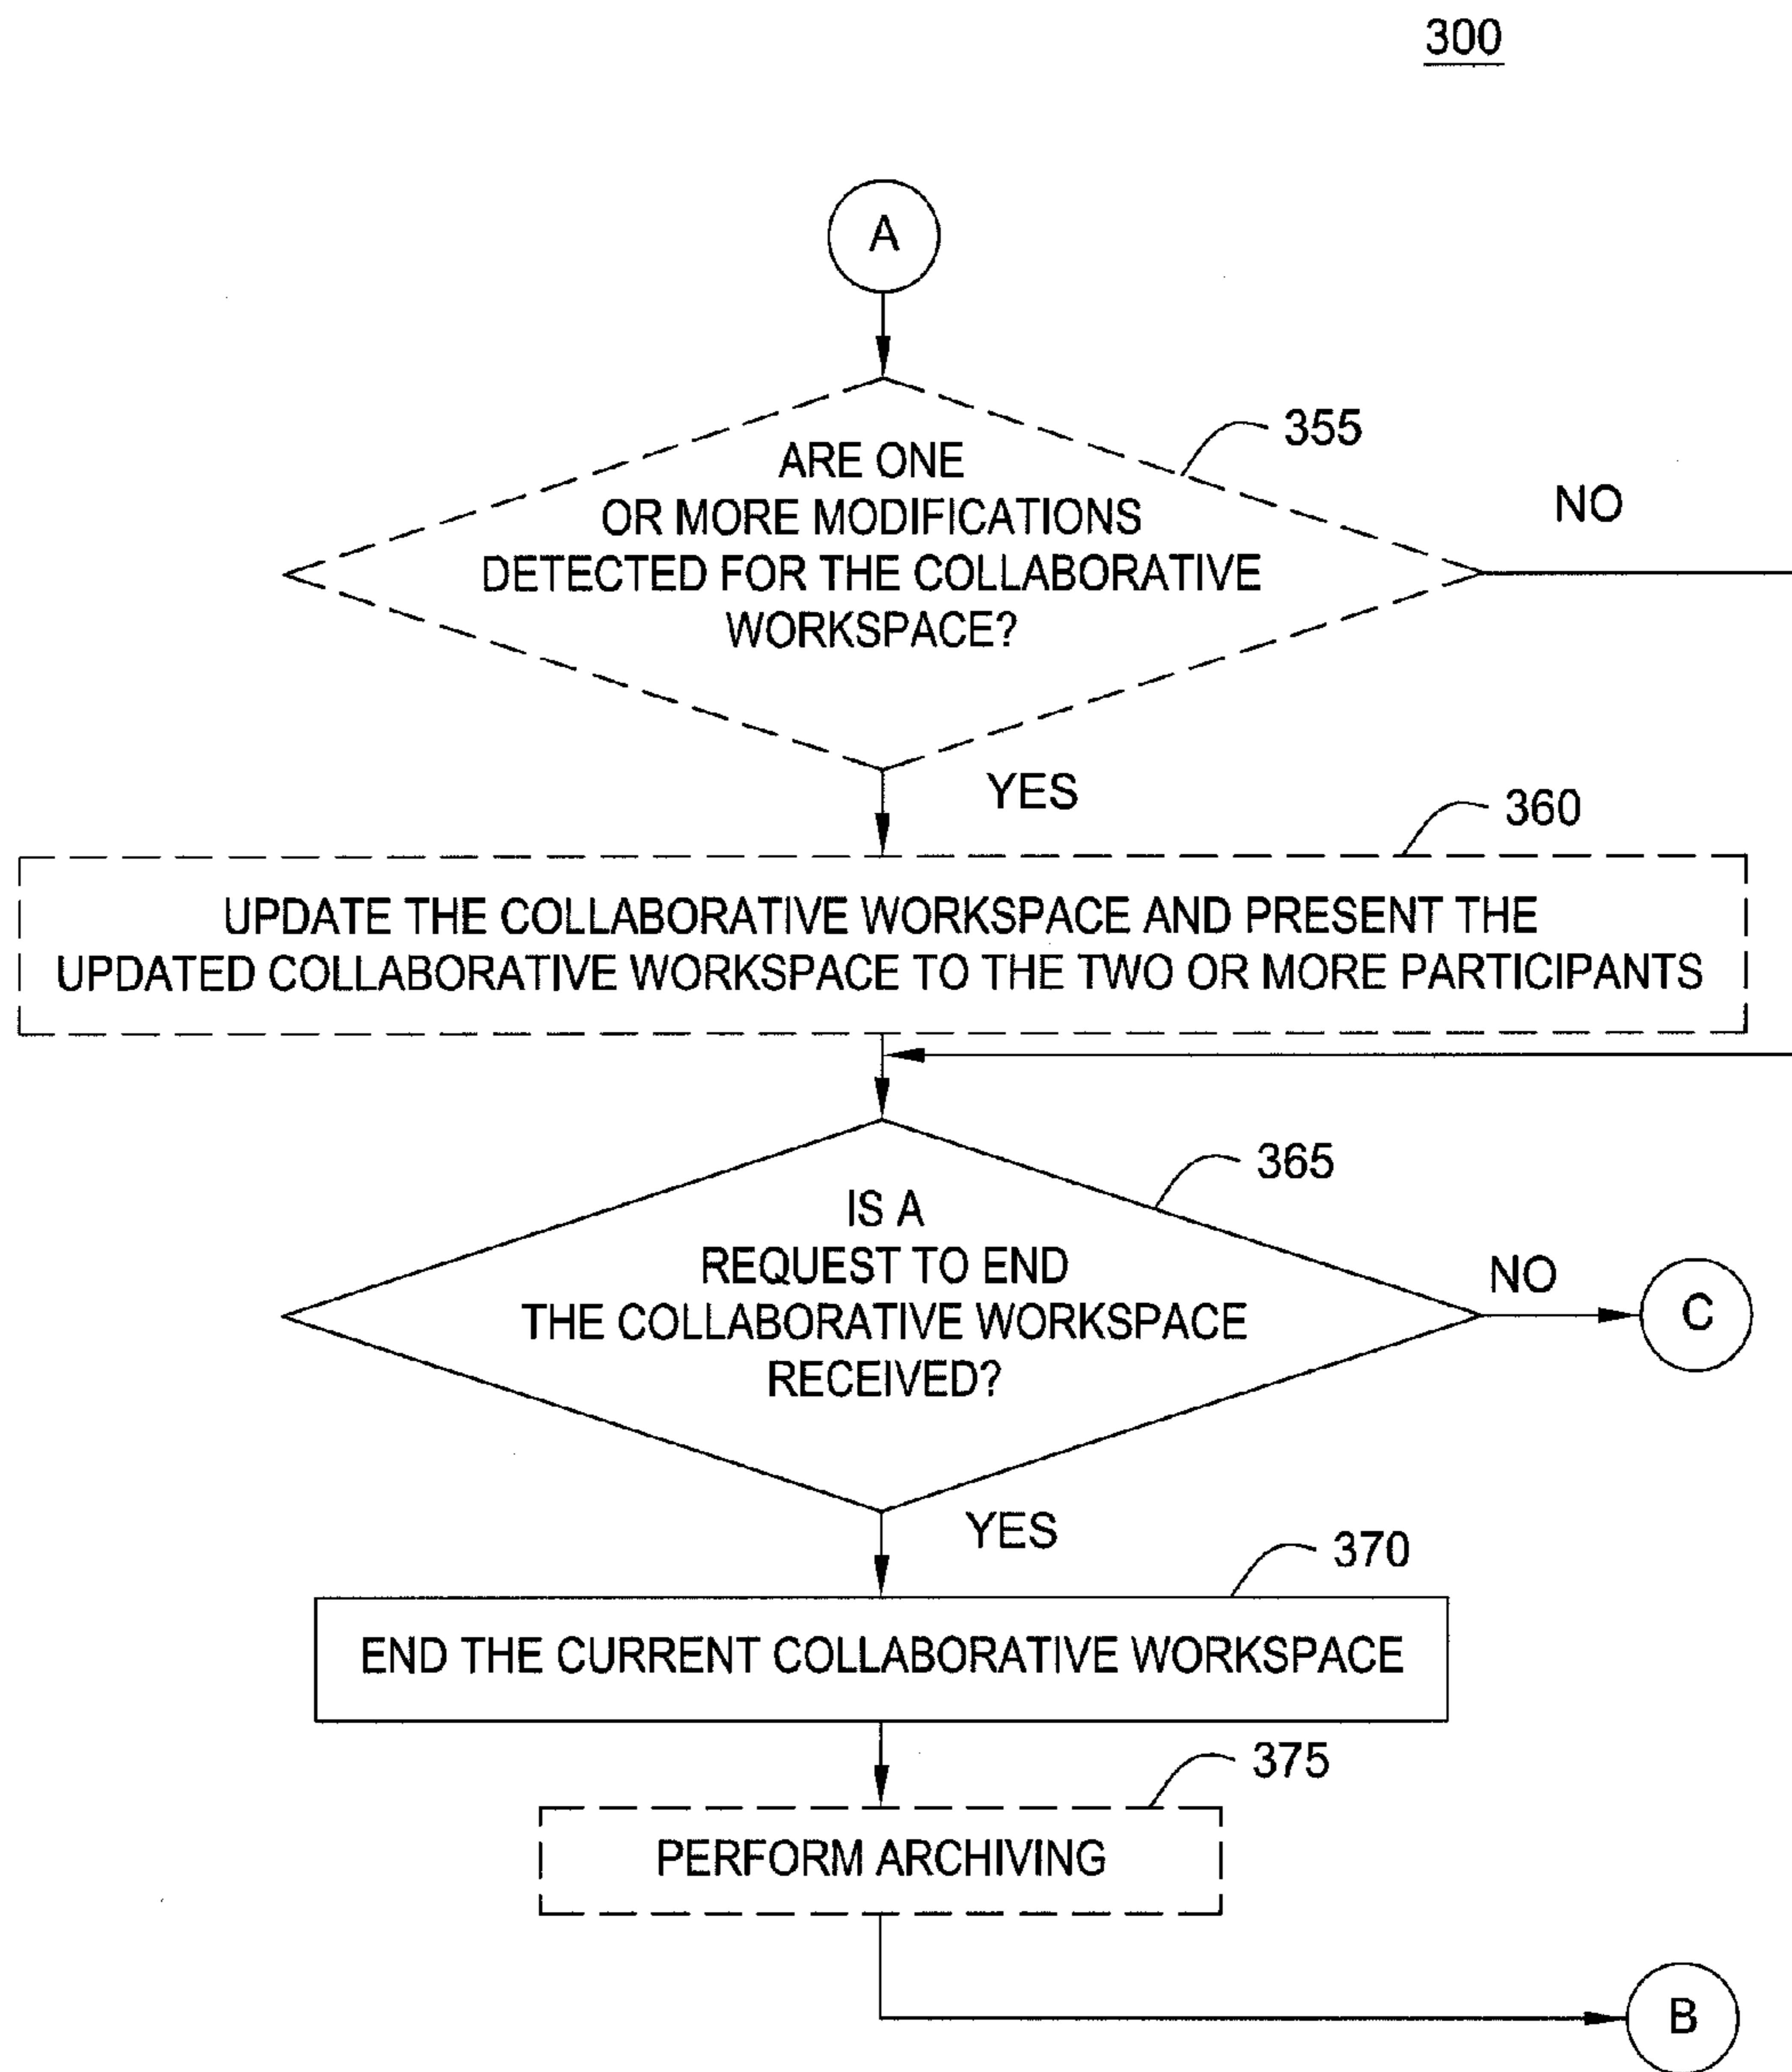 300
A
355
ARE ONE
OR MORE MODIFICATIONS
DETECTED FOR THE COLLABORATIVE
WORKSPACE?
NO
YES
360
UPDATE THE COLLABORATIVE WORKSPACE AND PRESENT THE
UPDATED COLLABORATIVE WORKSPACE TO THE TWO OR MORE PARTICIPANTS
365
IS A
REQUEST TO END
THE COLLABORATIVE WORKSPACE
RECEIVED?
NO
C
YES
370
END THE CURRENT COLLABORATIVE WORKSPACE
375
PERFORM ARCHIVING
B